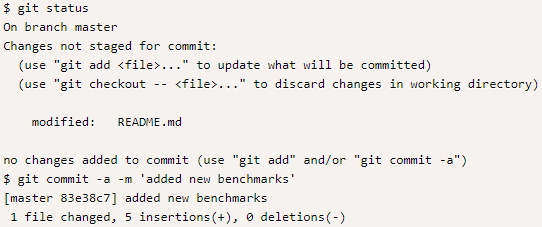 $ git status
On branch master
Changes not staged for commit:
  (use "git add <file>..." to update what will be committed)
  (use "git checkout -- <file>..." to discard changes in working directory)
    modified:   README.md
no changes added to commit (use "git add" and/or "git commit -a")
$ git commit -a -m 'added new benchmarks'
[master 83e38c7] added new benchmarks
 1 file changed, 5 insertions(+), 0 deletions(-)